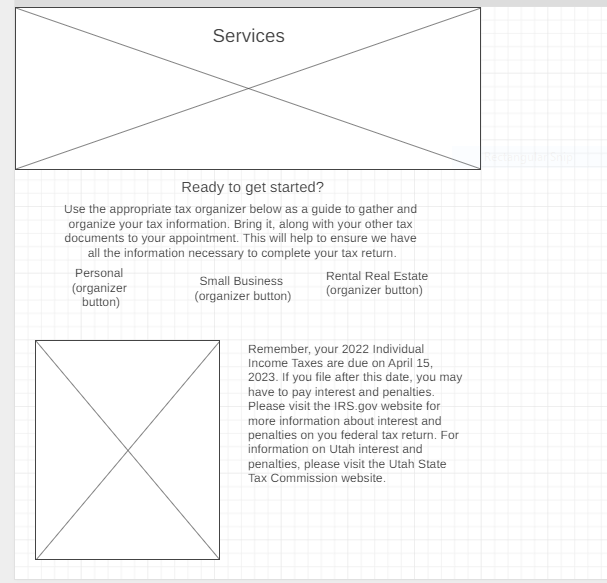 Services
Ready to get started?
Use the appropriate tax organizer below as a guide to gather and
organize your tax information. Bring it, along with your other tax
documents to your appointment. This will help to ensure we have
all the information necessary to complete your tax return.
Personal
(organizer
button)
Small Business
(organizer button)
Rental Real Estate
(organizer button)
Remember, your 2022 Individual
Income Taxes are due on April 15,
2023. If you file after this date, you may
have to pay interest and penalties.
Please visit the IRS.gov website for
more information about interest and
penalties on you federal tax return. For
information on Utah interest and
penalties, please visit the Utah State
Tax Commission website.